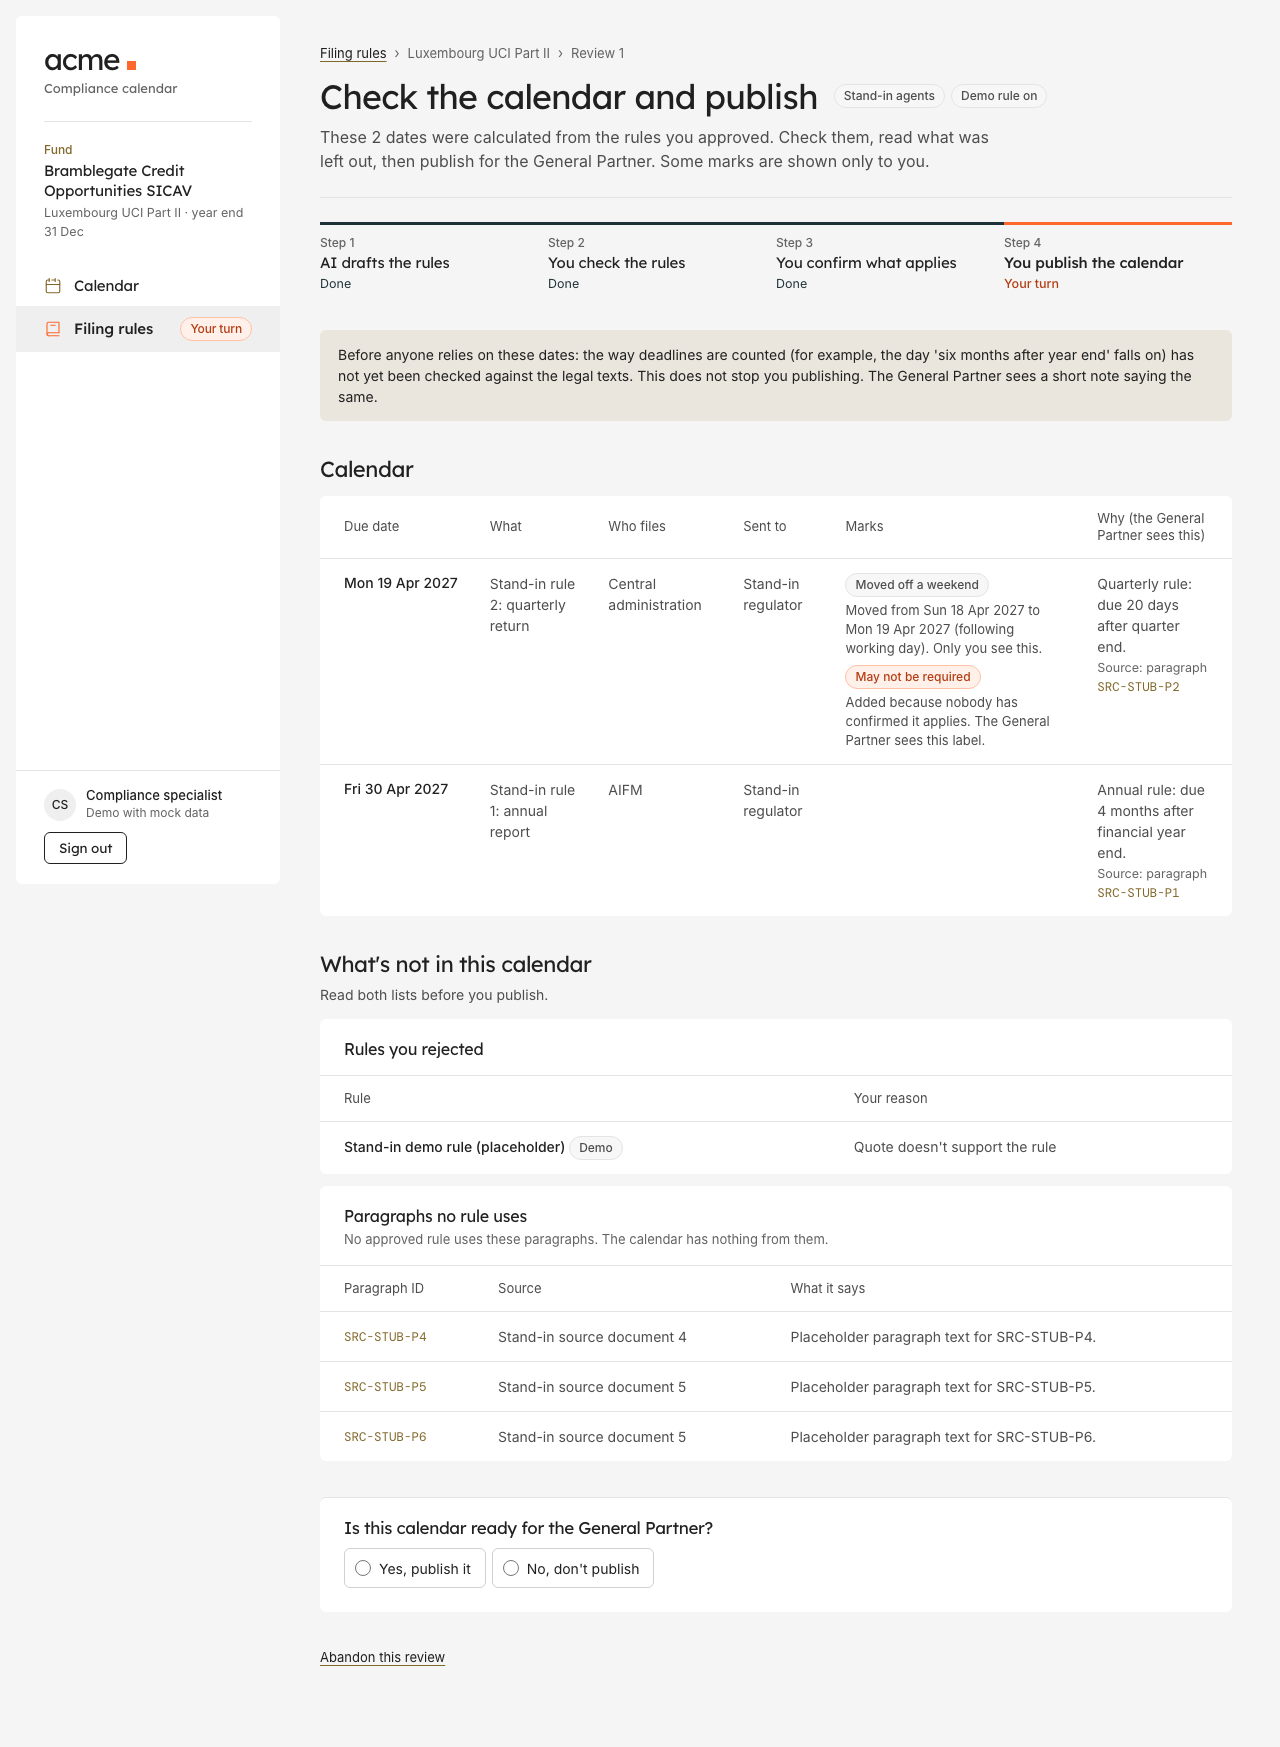 acme
Compliance calendar
Fund
Bramblegate Credit
Opportunities SICAV
Luxembourg UCI Part II · year end
31 Dec
Calendar
Filing rules
Your turn
CS
Compliance specialist
Demo with mock data
Sign out
Filing rules › Luxembourg UCI Part II › Review 1
Check the calendar and publish
Stand-in agents
Demo rule on
These 2 dates were calculated from the rules you approved. Check them, read what was
left out, then publish for the General Partner. Some marks are shown only to you.
Step 1
AI drafts the rules
Done
Step 2
You check the rules
Done
Step 3
You confirm what applies
Done
Step 4
You publish the calendar
Your turn
Before anyone relies on these dates: the way deadlines are counted (for example, the day 'six months after year end' falls on) has
not yet been checked against the legal texts. This does not stop you publishing. The General Partner sees a short note saying the
same.
Calendar
Due date
What
Who files
Sent to
Marks
Why (the General
Partner sees this)
Mon 19 Apr 2027
Stand-in rule
2: quarterly
return
Central
administration
Stand-in
regulator
Moved off a weekend
Moved from Sun 18 Apr 2027 to
Mon 19 Apr 2027 (following
working day). Only you see this.
May not be required
Added because nobody has
confirmed it applies. The General
Partner sees this label.
Quarterly rule:
due 20 days
after quarter
end.
Source: paragraph
SRC-STUB-P2
Fri 30 Apr 2027
Stand-in rule
1: annual
report
AIFM
Stand-in
regulator
Annual rule: due
4 months after
financial year
end.
Source: paragraph
SRC-STUB-P1
What's not in this calendar
Read both lists before you publish.
Rules you rejected
Rule
Your reason
Stand-in demo rule (placeholder)
Demo
Quote doesn't support the rule
Paragraphs no rule uses
No approved rule uses these paragraphs. The calendar has nothing from them.
Paragraph ID
Source
What it says
SRC-STUB-P4
Stand-in source document 4
Placeholder paragraph text for SRC-STUB-P4.
SRC-STUB-P5
Stand-in source document 5
Placeholder paragraph text for SRC-STUB-P5.
SRC-STUB-P6
Stand-in source document 5
Placeholder paragraph text for SRC-STUB-P6.
Is this calendar ready for the General Partner?
Yes, publish it
No, don't publish
Abandon this review